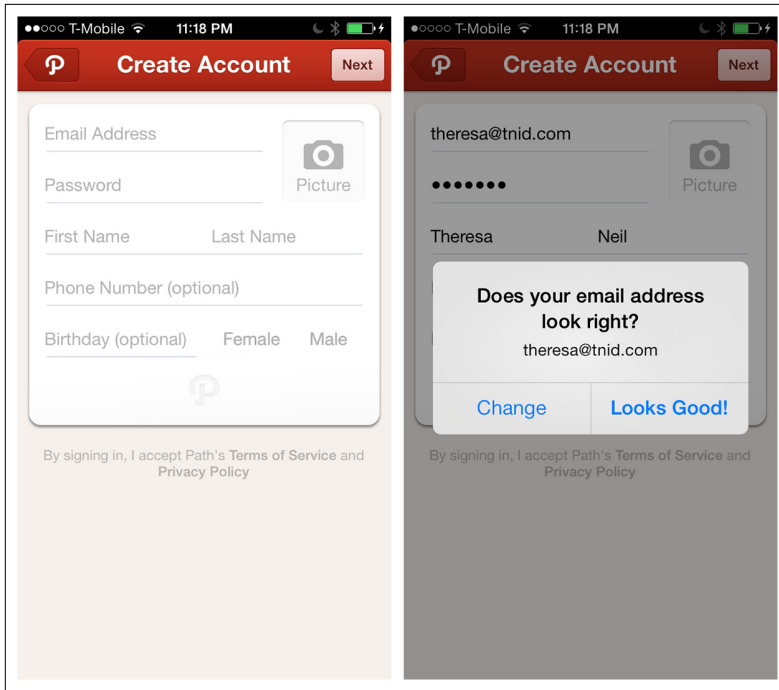 T-Mobile 11:18 PM
Create Account Next
Email Address
Password
Picture
First Name Last Name
Phone Number (optional)
Birthday (optional) Female Male
By signing in, I accept Path's Terms of Service and
Privacy Policy
T-Mobile 11:18 PM
Create Account Next
theresa@tnid.com
•••••••
Picture
Theresa Neil
Does your email address
look right?
theresa@tnid.com
Change Looks Good!
By signing in, I accept Path's Terms of Service and
Privacy Policy